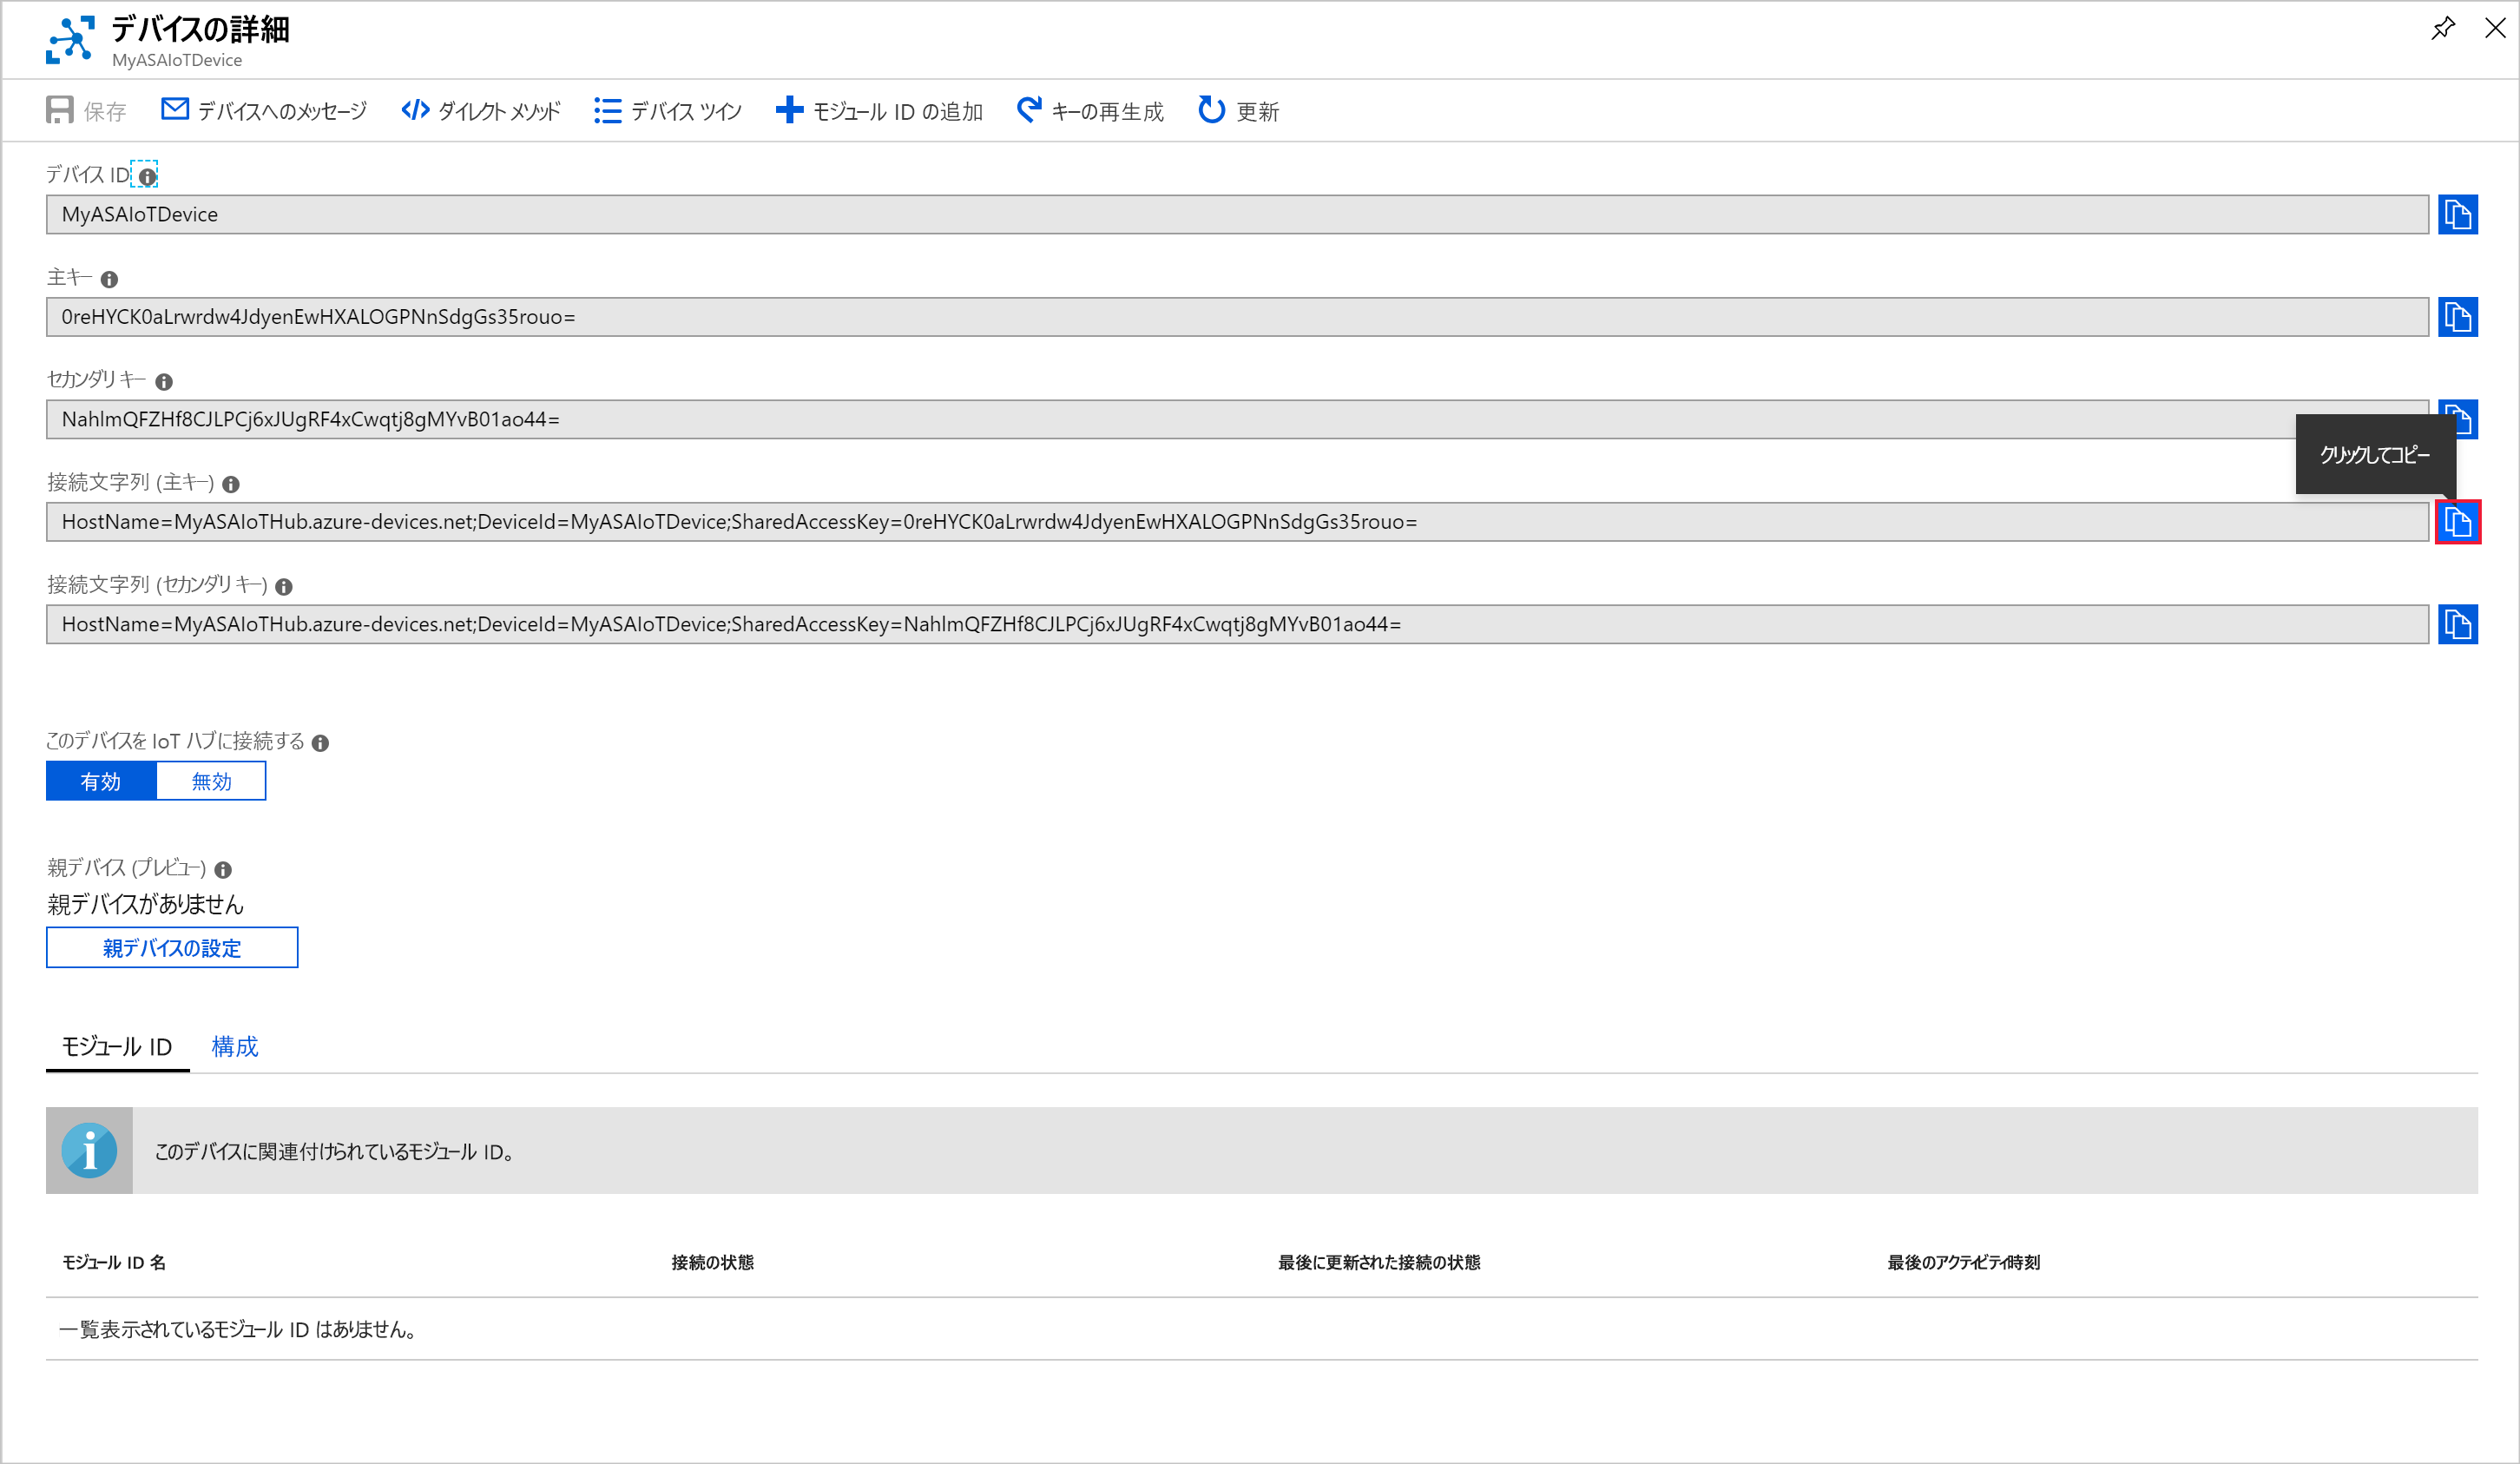 デバイスの詳細
MyASAIoTDevice
保存 デバイスへのメッセージ ダイレクト メソッド デバイス ツイン モジュール ID の追加 キーの再生成 更新
デバイス ID
MyASAIoTDevice
主キー
0reHYCK0aLrwrdw4JdyenEwHXALOGPNnSdgGs35rouo=
セカンダリ キー
NahlmQFZHf8CJLPCj6xJUgRF4xCwqtj8gMYvB01ao44=
クリックしてコピー
接続文字列 (主キー)
HostName=MyASAIoTHub.azure-devices.net;DeviceId=MyASAIoTDevice;SharedAccessKey=0reHYCK0aLrwrdw4JdyenEwHXALOGPNnSdgGs35rouo=
接続文字列 (セカンダリ キー)
HostName=MyASAIoTHub.azure-devices.net;DeviceId=MyASAIoTDevice;SharedAccessKey=NahlmQFZHf8CJLPCj6xJUgRF4xCwqtj8gMYvB01ao44=
このデバイスを IoT ハブに接続する
有効 無効
親デバイス (プレビュー)
親デバイスがありません
親デバイスの設定
モジュール ID 構成
このデバイスに関連付けられているモジュール ID。
モジュール ID 名 接続の状態 最後に更新された接続の状態 最後のアクティビティ時刻
一覧表示されているモジュール ID はありません。